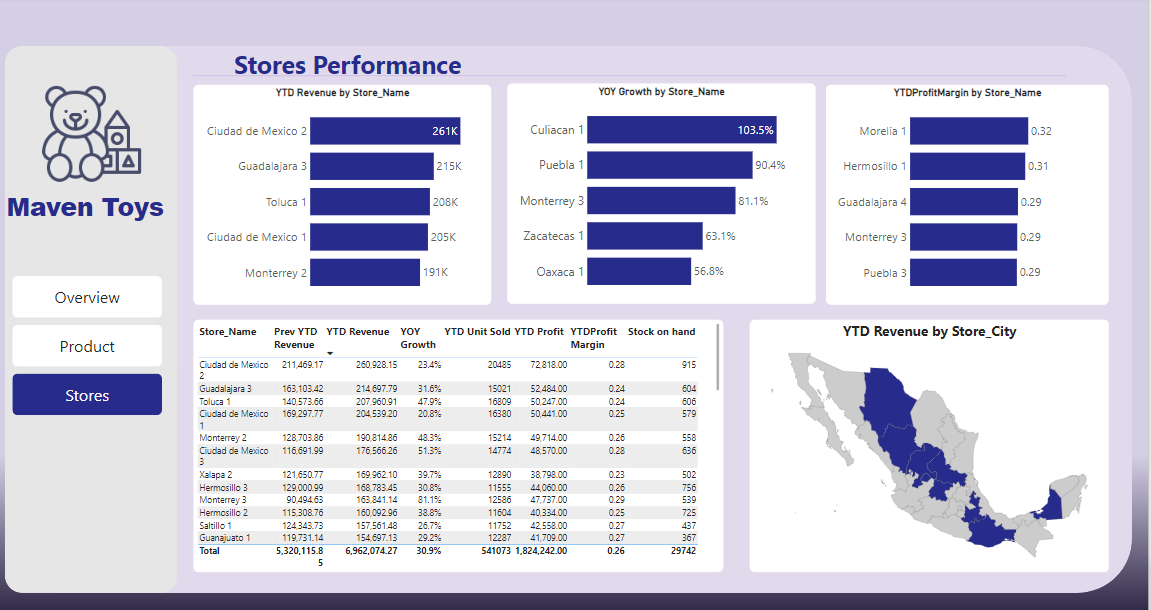 Stores Performance
Maven Toys
Overview
Product
Stores
YTD Revenue by Store_Name
Ciudad de Mexico 2 261K
Guadalajara 3 215K
Toluca 1 208K
Ciudad de Mexico 1 205K
Monterrey 2 191K
YOY Growth by Store_Name
Culiacan 1 103.5%
Puebla 1 90.4%
Monterrey 3 81.1%
Zacatecas 1 63.1%
Oaxaca 1 56.8%
YTDProfitMargin by Store_Name
Morelia 1 0.32
Hermosillo 1 0.31
Guadalajara 4 0.29
Monterrey 3 0.29
Puebla 3 0.29
Store_Name Prev YTD YTD Revenue YOY YTD Unit Sold YTD Profit YTDProfit Stock on hand
Revenue Growth Margin
Ciudad de Mexico 211,469.17 260,928.15 23.4% 20485 72,818.00 0.28 915
2
Guadalajara 3 163,103.42 214,697.79 31.6% 15021 52,484.00 0.24 604
Toluca 1 140,573.66 207,960.91 47.9% 16809 50,247.00 0.24 606
Ciudad de Mexico 169,297.77 204,539.20 20.8% 16380 50,441.00 0.25 579
1
Monterrey 2 128,703.86 190,814.86 48.3% 15214 49,714.00 0.26 558
Ciudad de Mexico 116,691.99 176,566.26 51.3% 14774 48,570.00 0.28 636
3
Xalapa 2 121,650.77 169,962.10 39.7% 12890 38,798.00 0.23 502
Hermosillo 3 129,000.99 168,783.45 30.8% 11555 44,060.00 0.26 756
Monterrey 3 90,494.63 163,841.14 81.1% 12586 47,737.00 0.29 539
Hermosillo 2 115,308.76 160,092.96 38.8% 11604 40,334.00 0.25 725
Saltillo 1 124,343.73 157,561.48 26.7% 11752 42,558.00 0.27 437
Guanajuato 1 119,731.14 154,697.13 29.2% 12287 41,709.00 0.27 367
Total 5,320,115.8 6,962,074.27 30.9% 541073 1,824,242.00 0.26 29742
5
YTD Revenue by Store_City